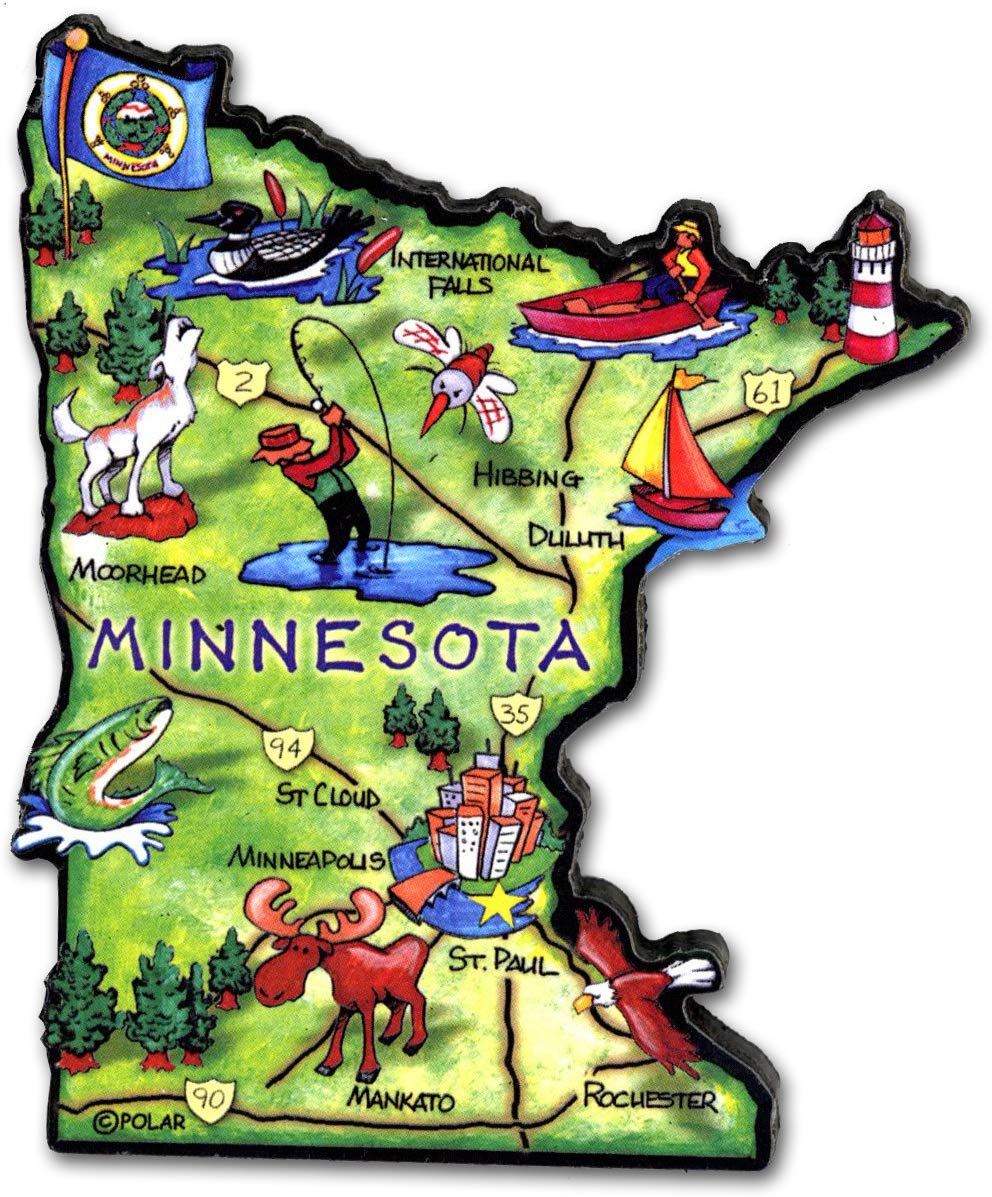 MINNESOTA
INTERNATIONAL
FALLS
2
61
HIBBING
DULUTH
MOORHEAD
MINNESOTA
35
94
ST CLOUD
MINNEAPOLIS
ST. PAUL
MANKATO
ROCHESTER
90
©POLAR